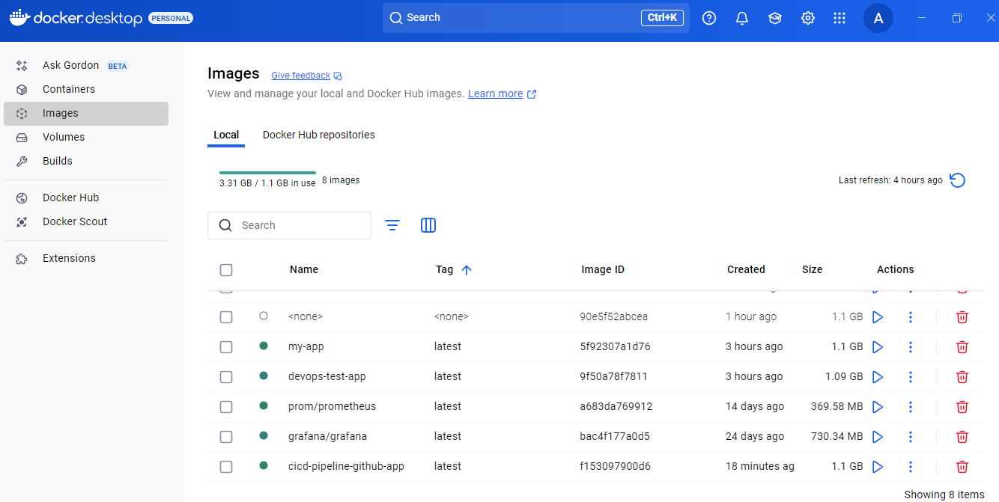 docker.desktop PERSONAL
Search Ctrl+K
A
Ask Gordon BETA
Containers
Images
Volumes
Builds
Docker Hub
Docker Scout
Extensions
Images Give feedback
View and manage your local and Docker Hub images. Learn more
Local Docker Hub repositories
3.31 GB / 1.1 GB in use 8 images
Last refresh: 4 hours ago
Search
Name Tag Image ID Created Size Actions
<none> <none> 90e5f52abcea 1 hour ago 1.1 GB
my-app latest 5f92307a1d76 3 hours ago 1.1 GB
devops-test-app latest 9f50a78f7811 3 hours ago 1.09 GB
prom/prometheus latest a683da769912 14 days ago 369.58 MB
grafana/grafana latest bac4f177a0d5 24 days ago 730.34 MB
cicd-pipeline-github-app latest f153097900d6 18 minutes ag 1.1 GB
Showing 8 items